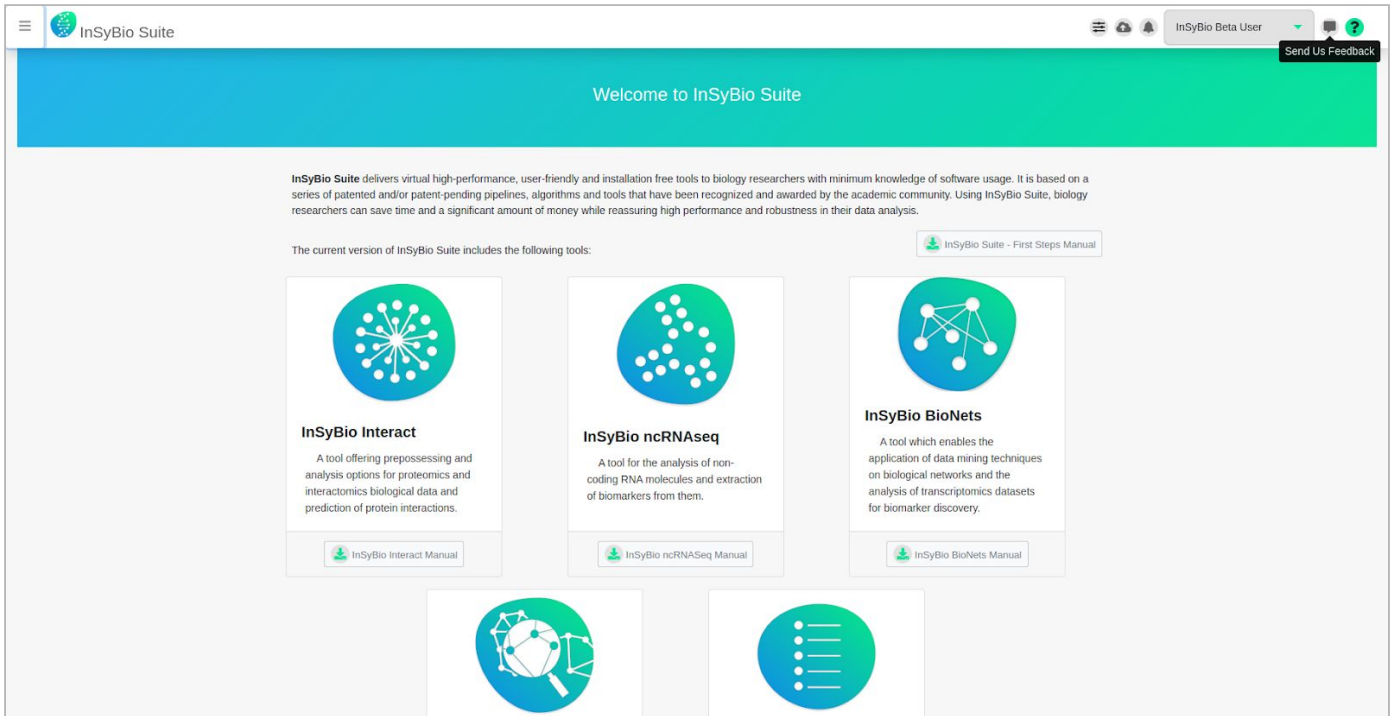 InSyBio Suite
InSyBio Beta User
?
Send Us Feedback
Welcome to InSyBio Suite
InSyBio Suite delivers virtual high-performance, user-friendly and installation free tools to biology researchers with minimum knowledge of software usage. It is based on a
series of patented and/or patent-pending pipelines, algorithms and tools that have been recognized and awarded by the academic community. Using InSyBio Suite, biology
researchers can save time and a significant amount of money while reassuring high performance and robustness in their data analysis.
The current version of InSyBio Suite includes the following tools:
InSyBio Suite - First Steps Manual
InSyBio Interact
A tool offering prepossessing and
analysis options for proteomics and
interactomics biological data and
prediction of protein interactions.
InSyBio Interact Manual
InSyBio ncRNAseq
A tool for the analysis of non-
coding RNA molecules and extraction
of biomarkers from them.
InSyBio ncRNASeq Manual
InSyBio BioNets
A tool which enables the
application of data mining techniques
on biological networks and the
analysis of transcriptomics datasets
for biomarker discovery.
InSyBio BioNets Manual